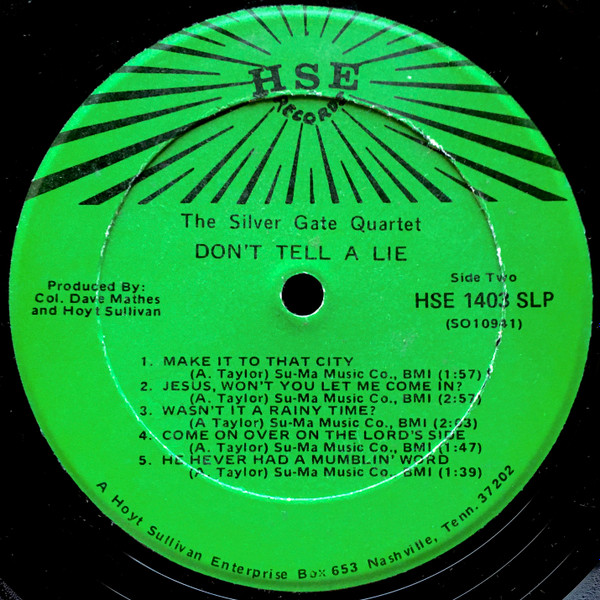 HSE
RECORDS
The Silver Gate Quartet
DON'T TELL A LIE
Produced By:
Col. Dave Mathes
and Hoyt Sullivan
Side Two
HSE 1403 SLP
(SO10941)
1. MAKE IT TO THAT CITY
(A. Taylor) Su-Ma Music Co., BMI (1:57)
2. JESUS, WON'T YOU LET ME COME IN?
(A. Taylor) Su-Ma Music Co., BMI (2:57)
3. WASN'T IT A RAINY TIME?
(A Taylor) Su-Ma Music Co., BMI (2:03)
4. COME ON OVER ON THE LORD'S SIDE
(A. Taylor) Su-Ma Music Co., BMI (1:47)
5. HE HEVER HAD A MUMBLIN' WORD
(A. Taylor) Su-Ma Music Co. BMI (1:39)
A Hoyt Sullivan Enterprise Box 653 Nashville, Tenn. 37202